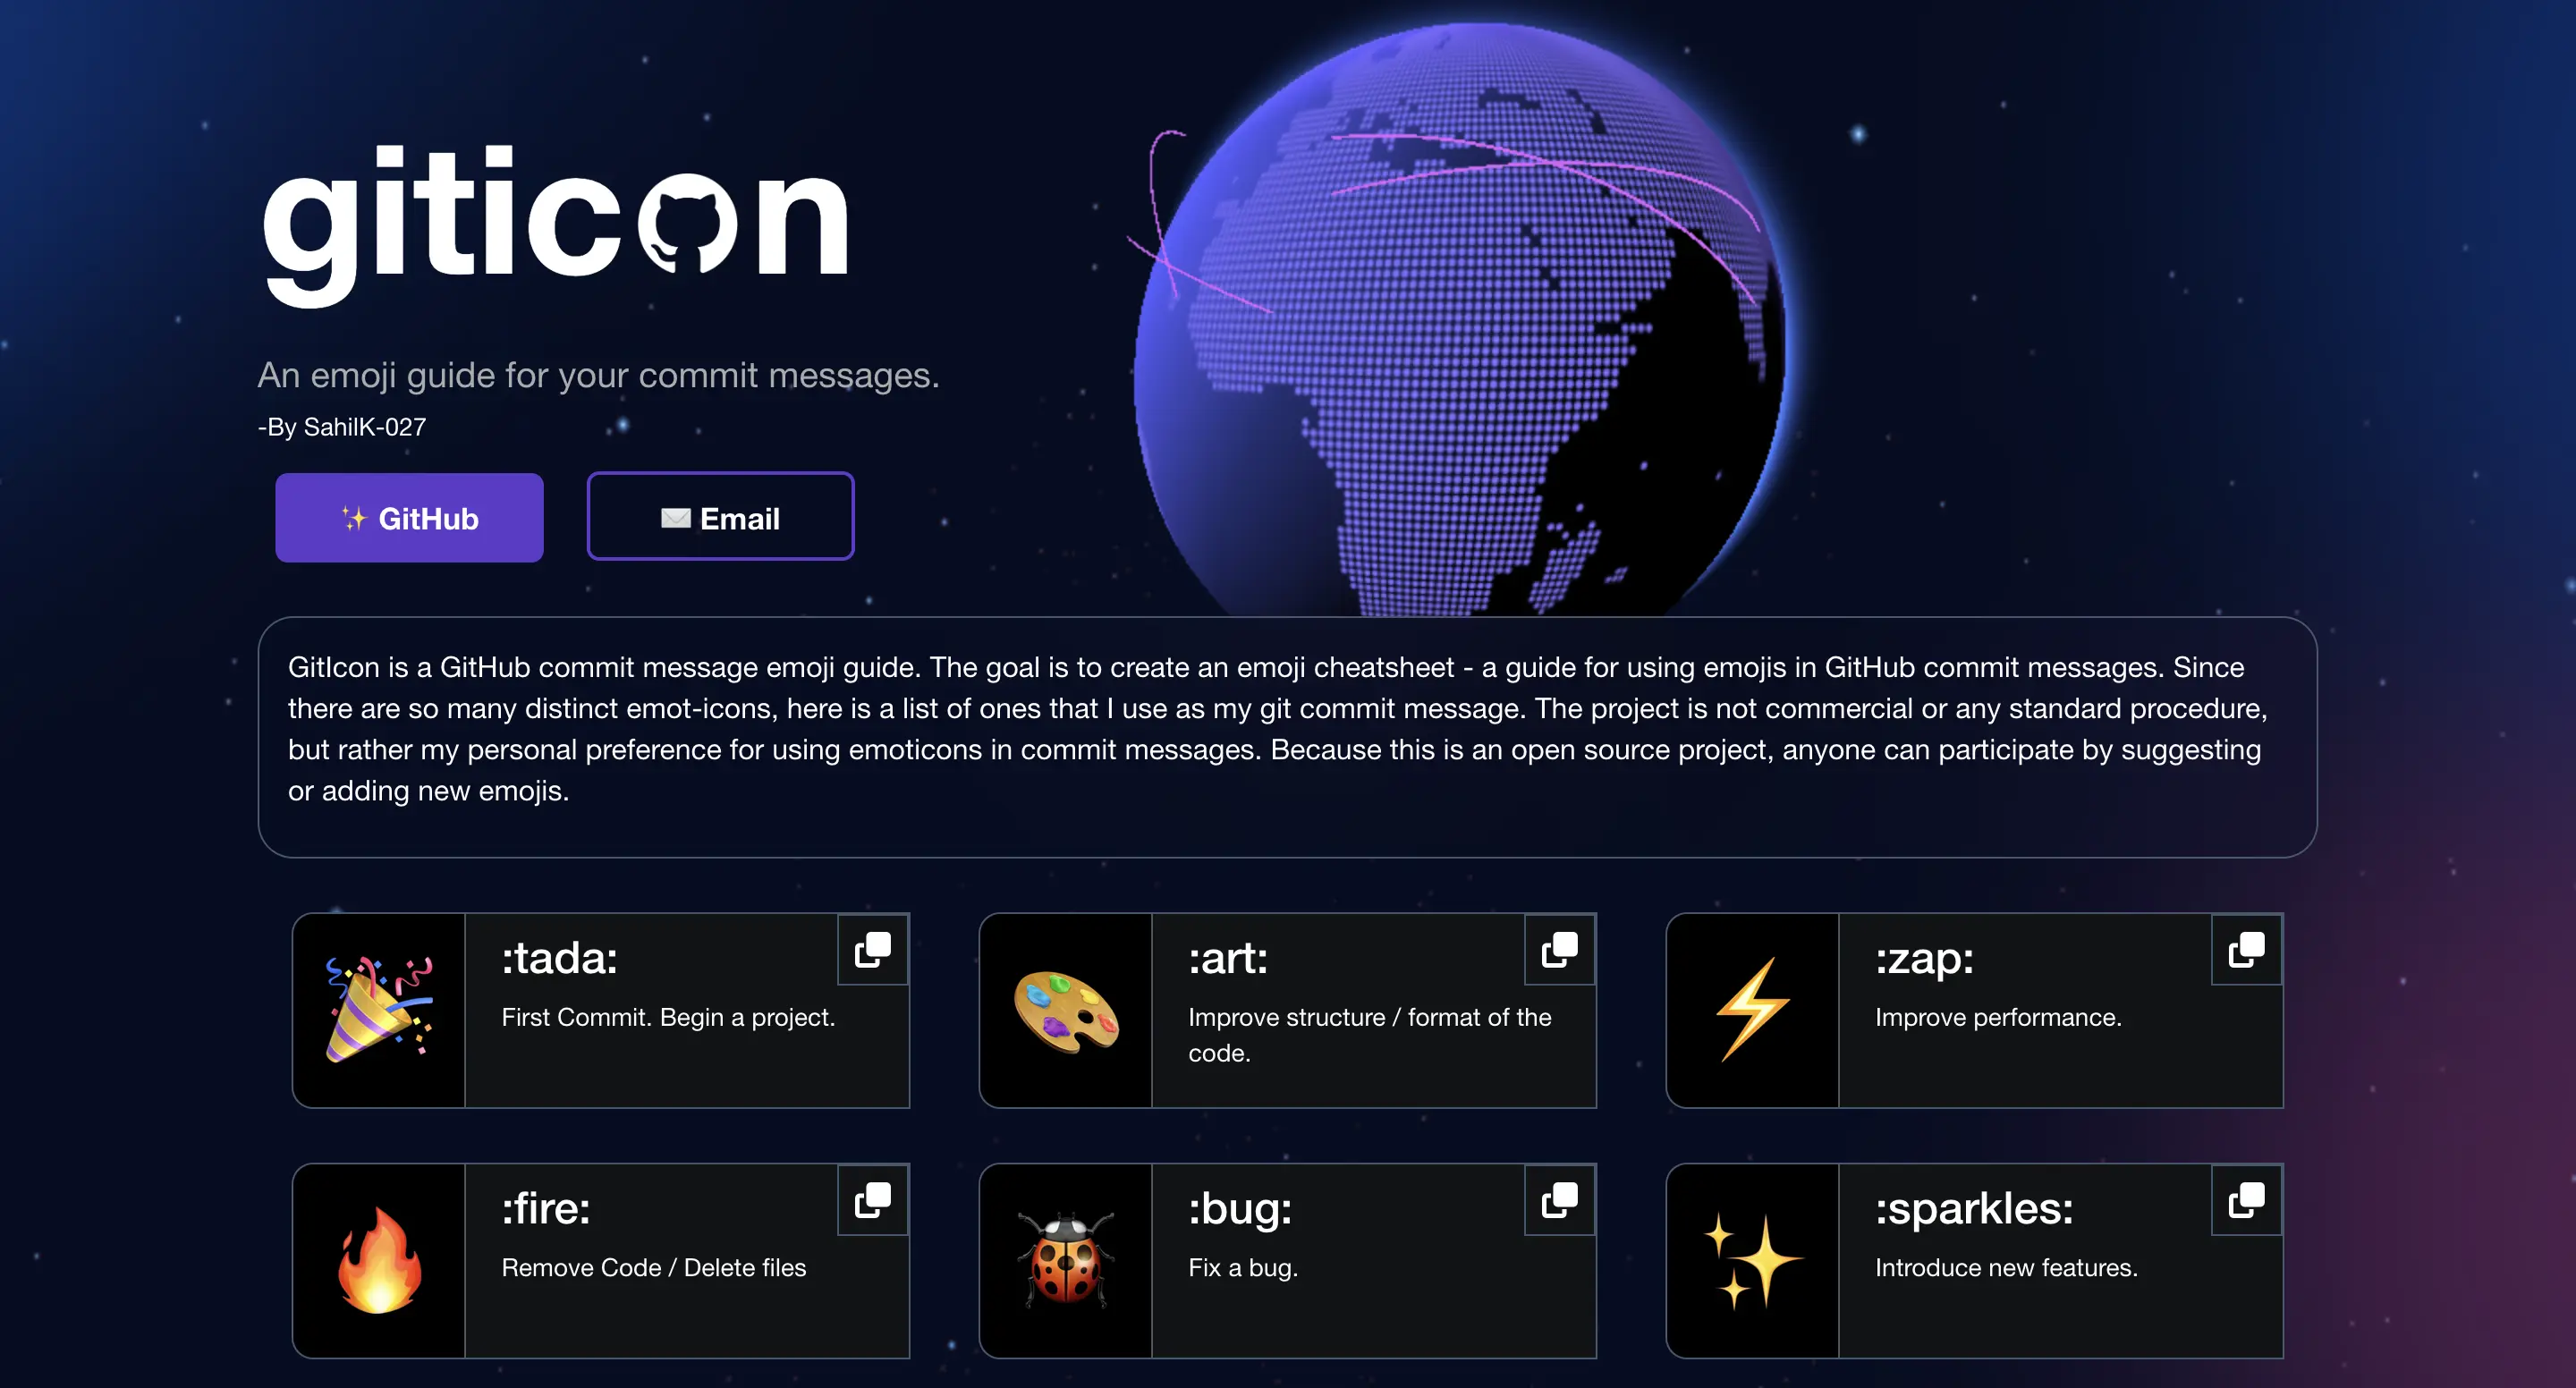 giticon
An emoji guide for your commit messages.
-By SahilK-027
✨ GitHub
✉️ Email
GitIcon is a GitHub commit message emoji guide. The goal is to create an emoji cheatsheet - a guide for using emojis in GitHub commit messages. Since
there are so many distinct emot-icons, here is a list of ones that I use as my git commit message. The project is not commercial or any standard procedure,
but rather my personal preference for using emoticons in commit messages. Because this is an open source project, anyone can participate by suggesting
or adding new emojis.
:tada:
First Commit. Begin a project.
:art:
Improve structure / format of the
code.
:zap:
Improve performance.
:fire:
Remove Code / Delete files
:bug:
Fix a bug.
:sparkles:
Introduce new features.